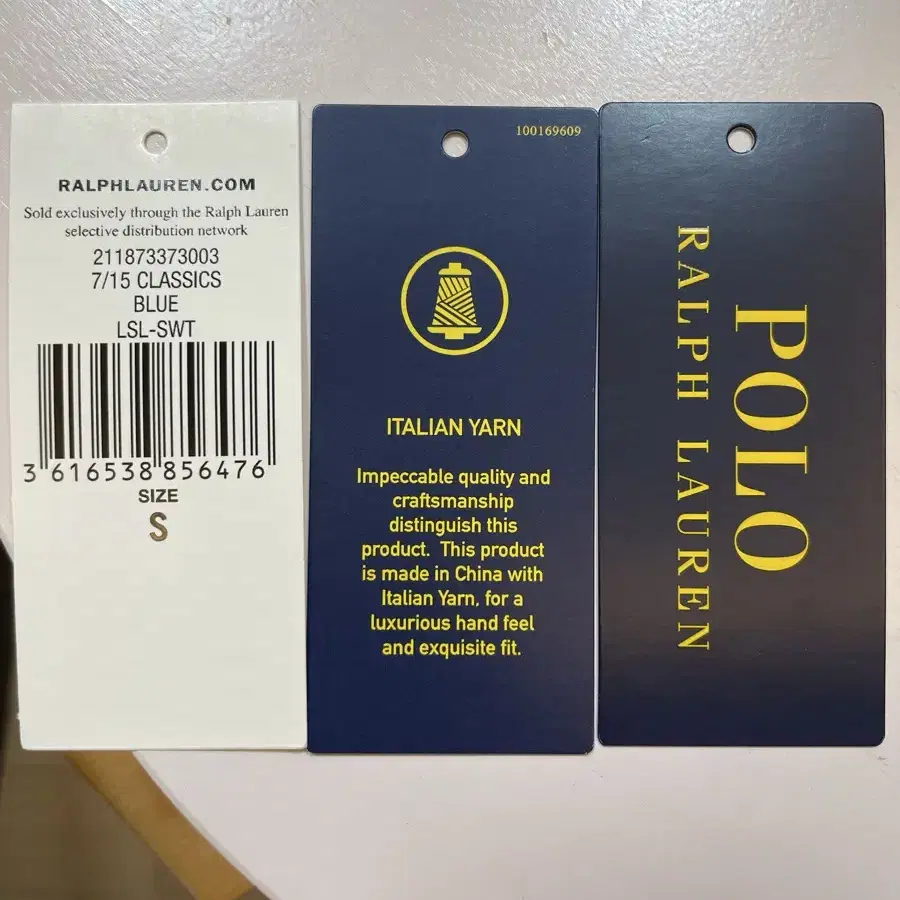 RALPHLAUREN.COM
Sold exclusively through the Ralph Lauren
selective distribution network
211873373003
7/15 CLASSICS
BLUE
LSL-SWT
3 616538 856476
SIZE
S
100169609
ITALIAN YARN
Impeccable quality and
craftsmanship
distinguish this
product. This product
is made in China with
Italian Yarn, for a
luxurious hand feel
and exquisite fit.
POLO
RALPH LAUREN